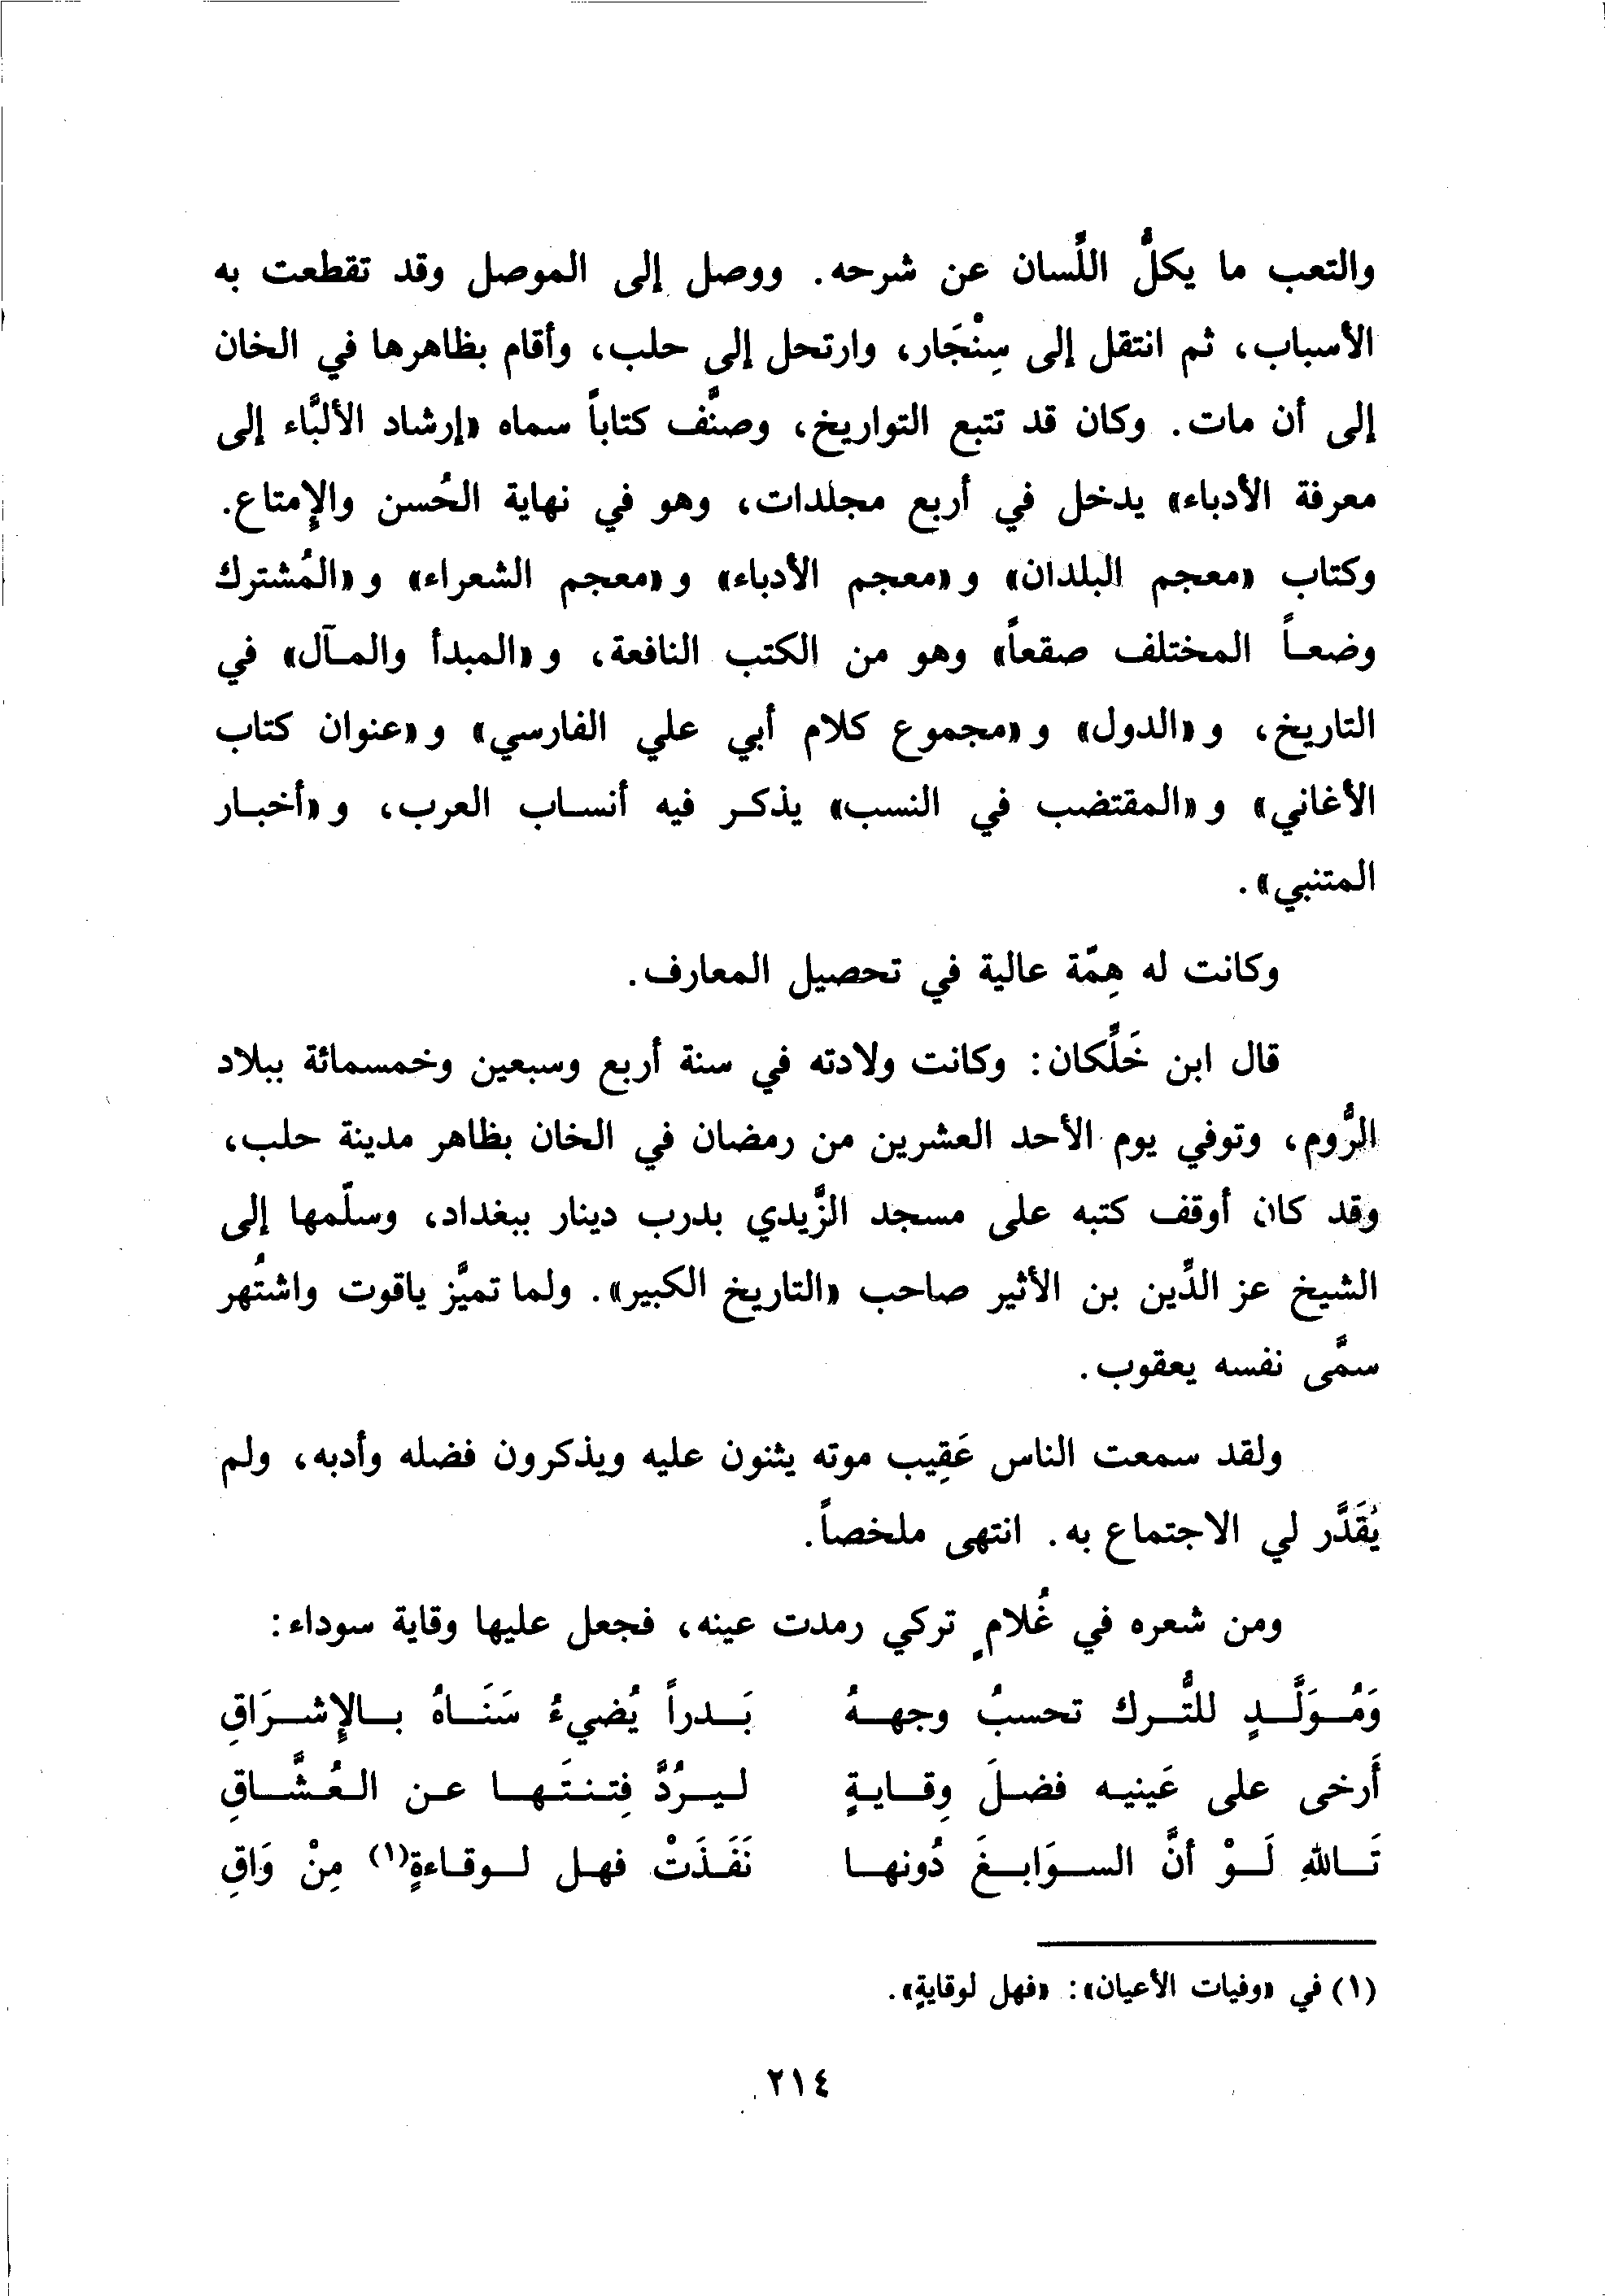 والتعب ما يكلُّ اللِّسان عن شرحه. ووصل إلى الموصل وقد تقطعت به
الأسباب، ثم انتقل إلى سِنْجَار، وارتحل إلى حلب، وأقام بظاهرها في الخان
إلى أن مات. وكان قد تتبع التواريخ، وصنَّف كتاباً سماه «إرشاد الألبَّاء إلى
معرفة الأدباء» يدخل في أربع مجلدات، وهو في نهاية الحُسن والإِمتاع.
وكتاب «معجم البلدان» و «معجم الأدباء» و «معجم الشعراء» و «المُشترك
وضعاً المختلف صقعاً» وهو من الكتب النافعة، و «المبدأ والمآل» في
التاريخ، و «الدول» و «مجموع كلام أبي علي الفارسي» و «عنوان كتاب
الأغاني» و «المقتضب في النسب» يذكر فيه أنساب العرب، و «أخبار
المتنبي».
وكانت له هِمّة عالية في تحصيل المعارف.
قال ابن خَلِّكان: وكانت ولادته في سنة أربع وسبعين وخمسمائة ببلاد
الرُّوم، وتوفي يوم الأحد العشرين من رمضان في الخان بظاهر مدينة حلب،
وقد كان أوقف كتبه على مسجد الزَّيدي بدرب دينار ببغداد، وسلّمها إلى
الشيخ عز الدِّين بن الأثير صاحب «التاريخ الكبير». ولما تميَّز ياقوت واشتُهر
سمَّى نفسه يعقوب.
ولقد سمعت الناس عَقِيب موته يثنون عليه ويذكرون فضله وأدبه، ولم
يُقَدَّر لي الاجتماع به. انتهى ملخصاً.
ومن شعره في غُلامٍ تركي رمدت عينه، فجعل عليها وقاية سوداء:
وَمُوَلَّدٍ للتُّرك تحسبُ وجههُ بَدراً يُضيءُ سَنَاهُ بالإِشرَاقِ
أَرخى على عَينيه فضلَ وِقايةٍ ليرُدَّ فِتنتَها عن العُشَّاقِ
تَاللهِ لَوْ أنَّ السوَابغَ دُونها نَفَذَتْ فهل لوقاءةٍ(١) مِنْ وَاقِ
(١) في «وفيات الأعيان»: «فهل لوقايةٍ».
٢١٤